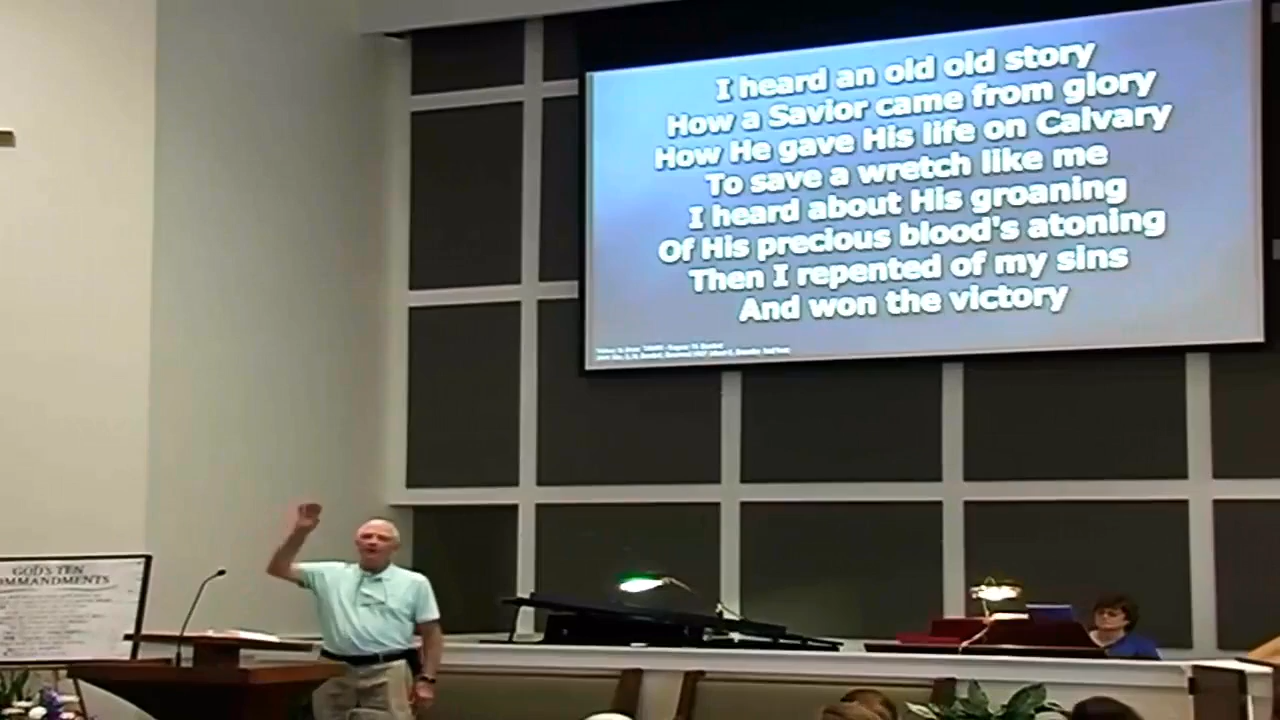 I heard an old old story
How a Savior came from glory
How He gave His life on Calvary
To save a wretch like me
I heard about His groaning
Of His precious blood's atoning
Then I repented of my sins
And won the victory
GOD'S TEN
OMMANDMENTS